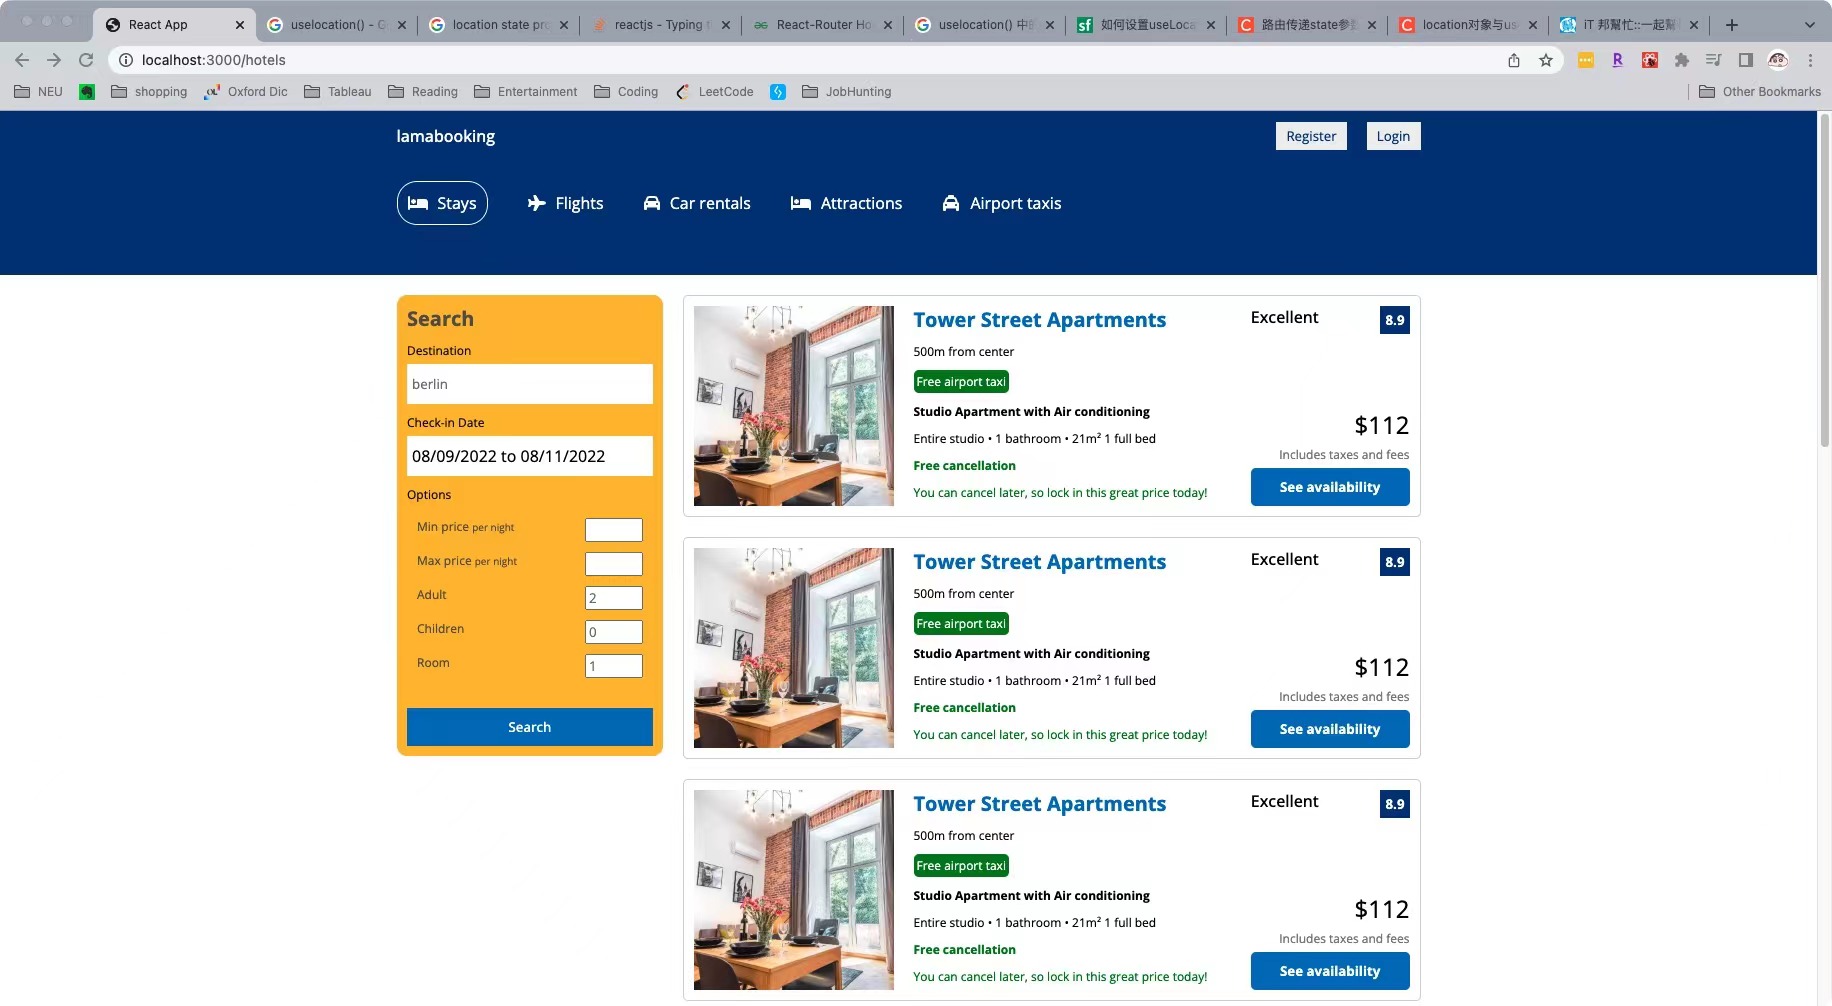 React App
uselocation() - G
location state pr
reactjs - Typing
React-Router Ho
uselocation() 中
如何设置useLoca
路由传递state参
location对象与us
iT 邦幫忙::一起幫
localhost:3000/hotels
NEU shopping Oxford Dic Tableau Reading Entertainment Coding LeetCode JobHunting Other Bookmarks
lamabooking Register Login
Stays Flights Car rentals Attractions Airport taxis
Search
Destination
berlin
Check-in Date
08/09/2022 to 08/11/2022
Options
Min price per night
Max price per night
Adult 2
Children 0
Room 1
Search
Tower Street Apartments Excellent 8.9
500m from center
Free airport taxi
Studio Apartment with Air conditioning
$112
Entire studio • 1 bathroom • 21m² 1 full bed
Includes taxes and fees
Free cancellation
See availability
You can cancel later, so lock in this great price today!
Tower Street Apartments Excellent 8.9
500m from center
Free airport taxi
Studio Apartment with Air conditioning
$112
Entire studio • 1 bathroom • 21m² 1 full bed
Includes taxes and fees
Free cancellation
See availability
You can cancel later, so lock in this great price today!
Tower Street Apartments Excellent 8.9
500m from center
Free airport taxi
Studio Apartment with Air conditioning
$112
Entire studio • 1 bathroom • 21m² 1 full bed
Includes taxes and fees
Free cancellation
See availability
You can cancel later, so lock in this great price today!